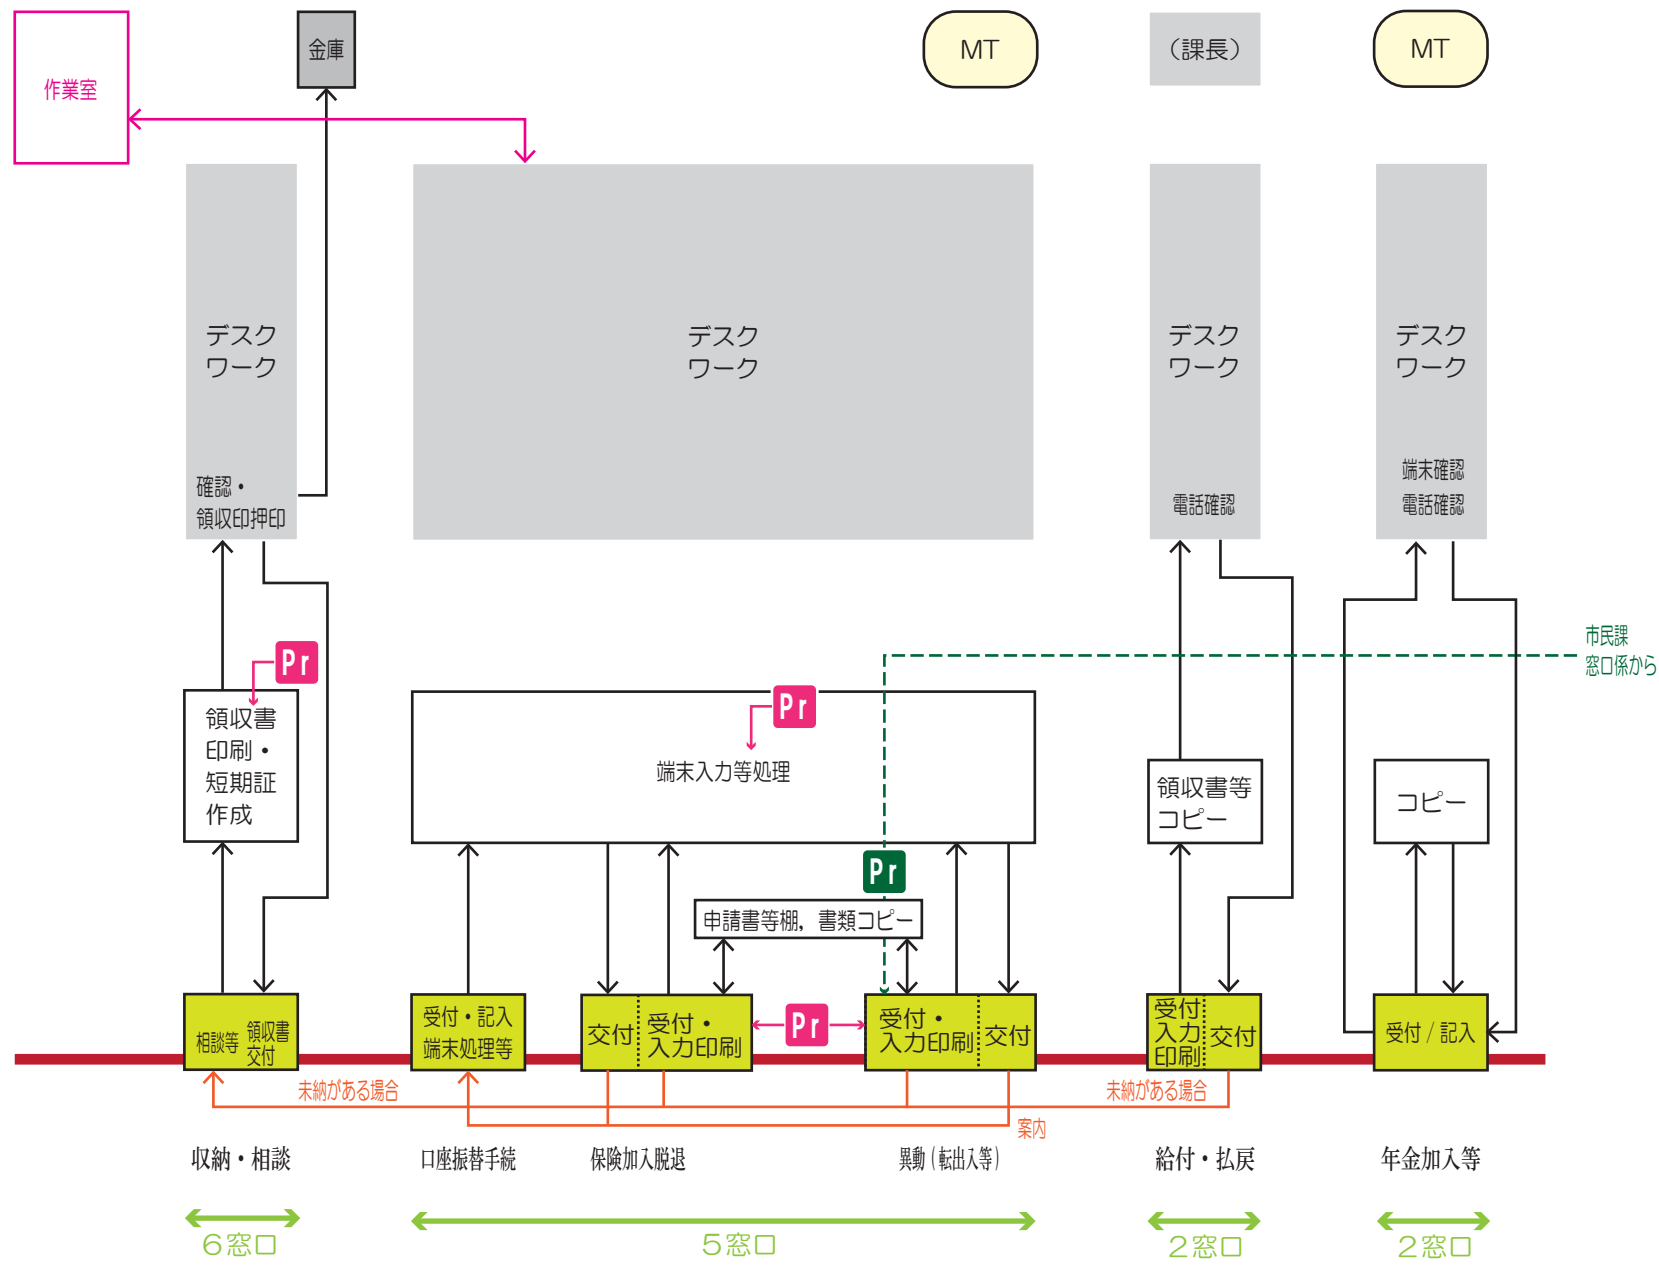 作業室
金庫
MT
（課長）
MT
デスク
ワーク
デスク
ワーク
デスク
ワーク
デスク
ワーク
確認・
領収印押印
電話確認
端末確認
電話確認
市民課
窓口係から
Pr
領収書
印刷・
短期証
作成
Pr
端末入力等処理
領収書等
コピー
コピー
Pr
申請書等棚，書類コピー
相談等
領収書
交付
受付・記入
端末処理等
交付
受付・
入力印刷
Pr
受付・
入力印刷
交付
受付
入力
印刷
交付
受付 / 記入
未納がある場合
未納がある場合
案内
収納・相談
口座振替手続
保険加入脱退
異動（転出入等）
給付・払戻
年金加入等
６窓口
５窓口
２窓口
２窓口